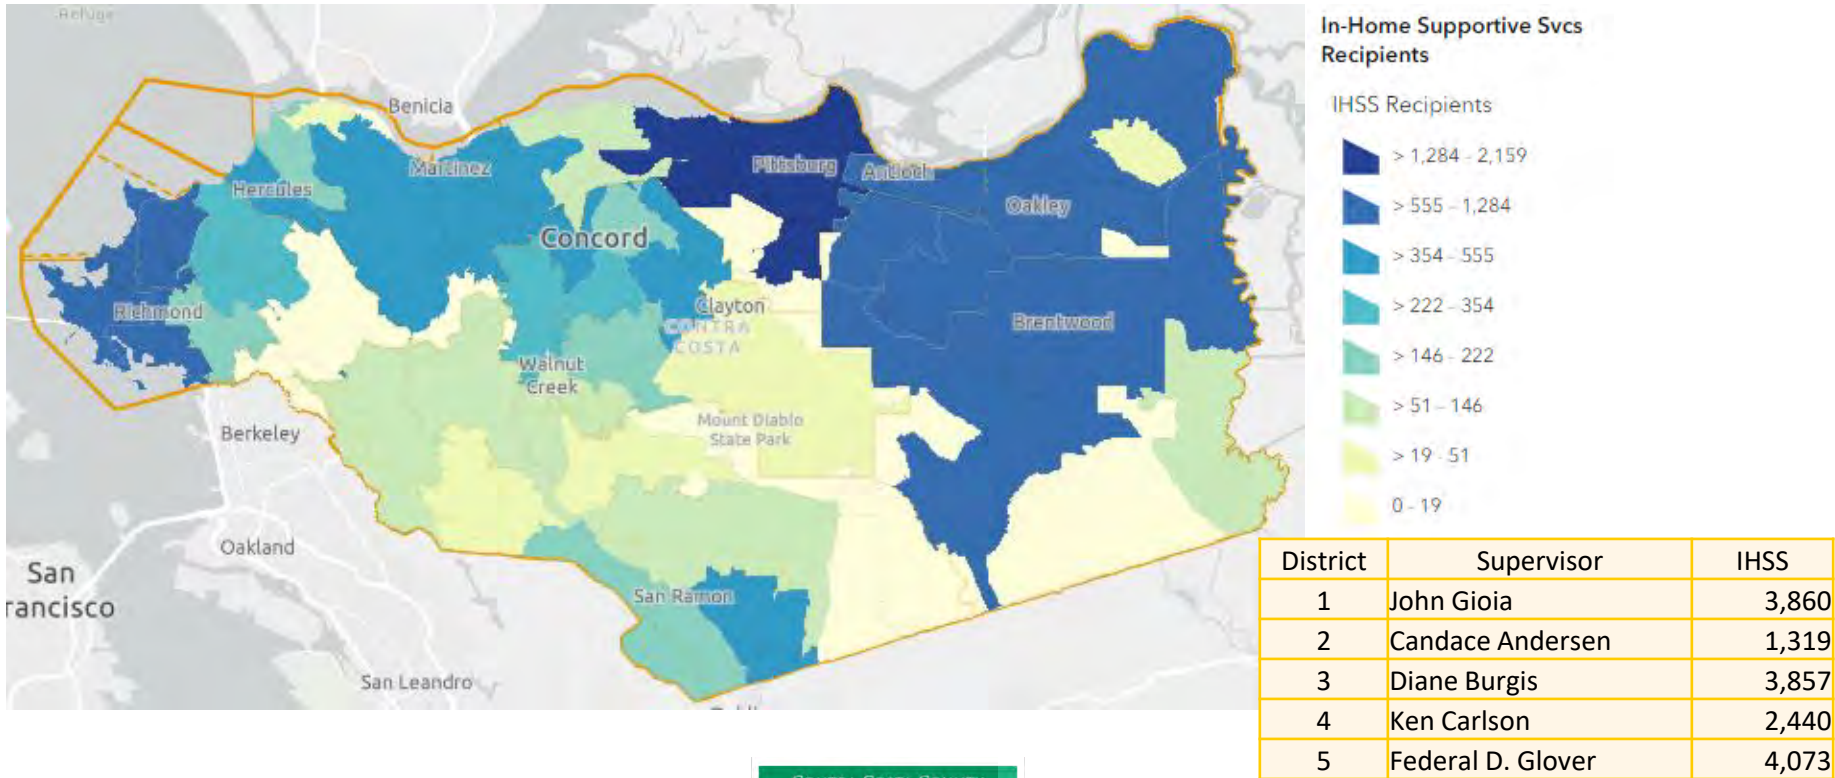 Refuge
Benicia
Martinez
Hercules
Pittsburg
Antioch
Oakley
Concord
Richmond
Clayton
CONTRA
COSTA
Brentwood
Walnut
Creek
Mount Diablo
State Park
Berkeley
Oakland
San
rancisco
San Ramon
San Leandro
In-Home Supportive Svcs
Recipients
IHSS Recipients
> 1,284 - 2,159
> 555 - 1,284
> 354 - 555
> 222 - 354
> 146 - 222
> 51 - 146
> 19 - 51
0 - 19
District Supervisor IHSS
1 John Gioia 3,860
2 Candace Andersen 1,319
3 Diane Burgis 3,857
4 Ken Carlson 2,440
5 Federal D. Glover 4,073